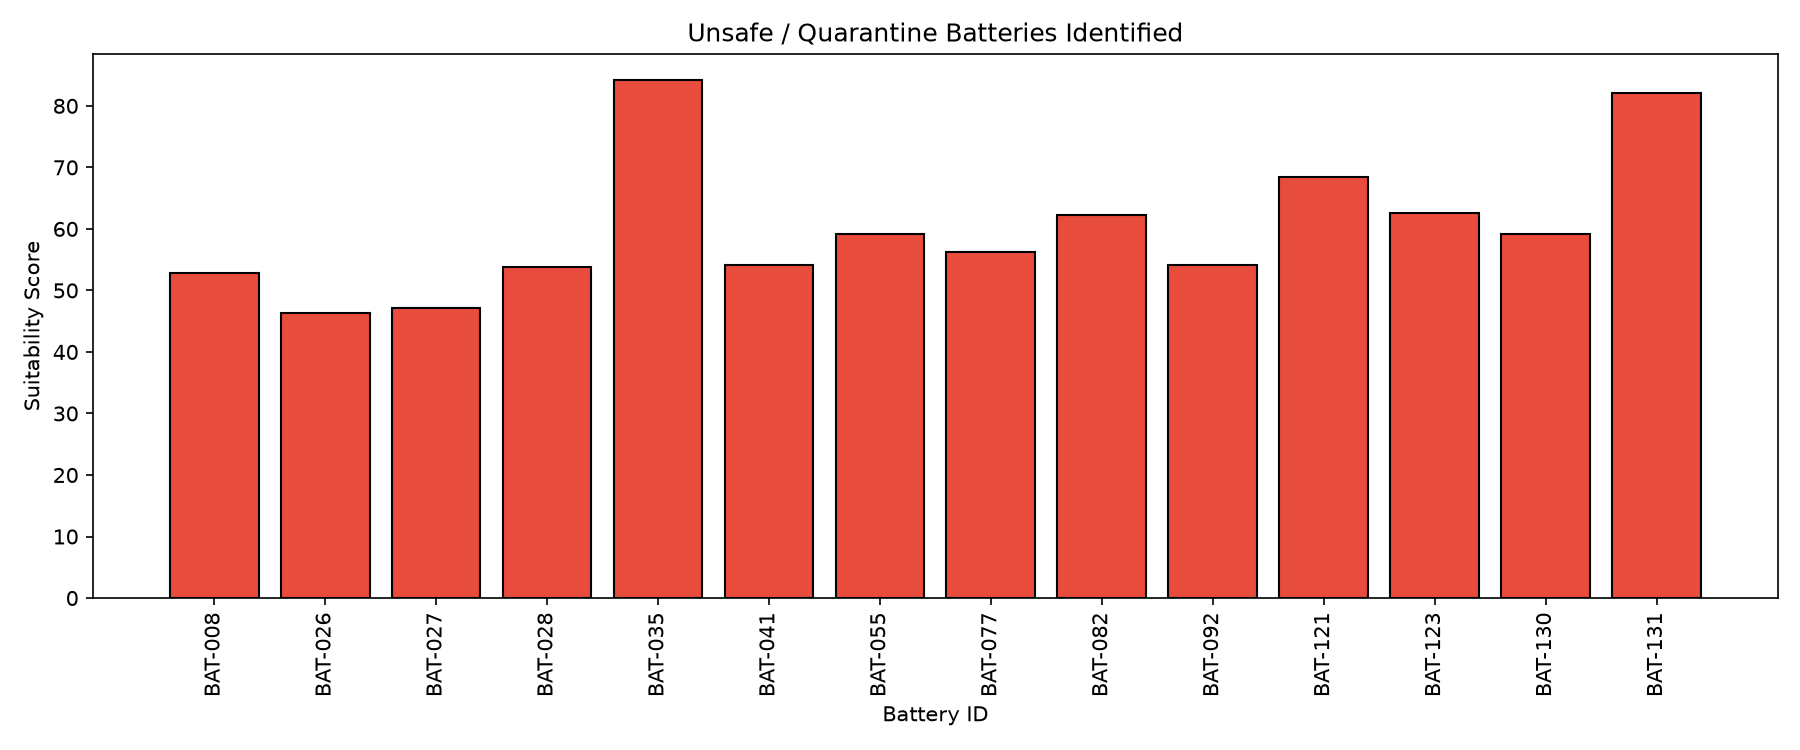 Unsafe / Quarantine Batteries Identified
Suitability Score
80
70
60
50
40
30
20
10
0
BAT-008
BAT-026
BAT-027
BAT-028
BAT-035
BAT-041
BAT-055
BAT-077
BAT-082
BAT-092
BAT-121
BAT-123
BAT-130
BAT-131
Battery ID